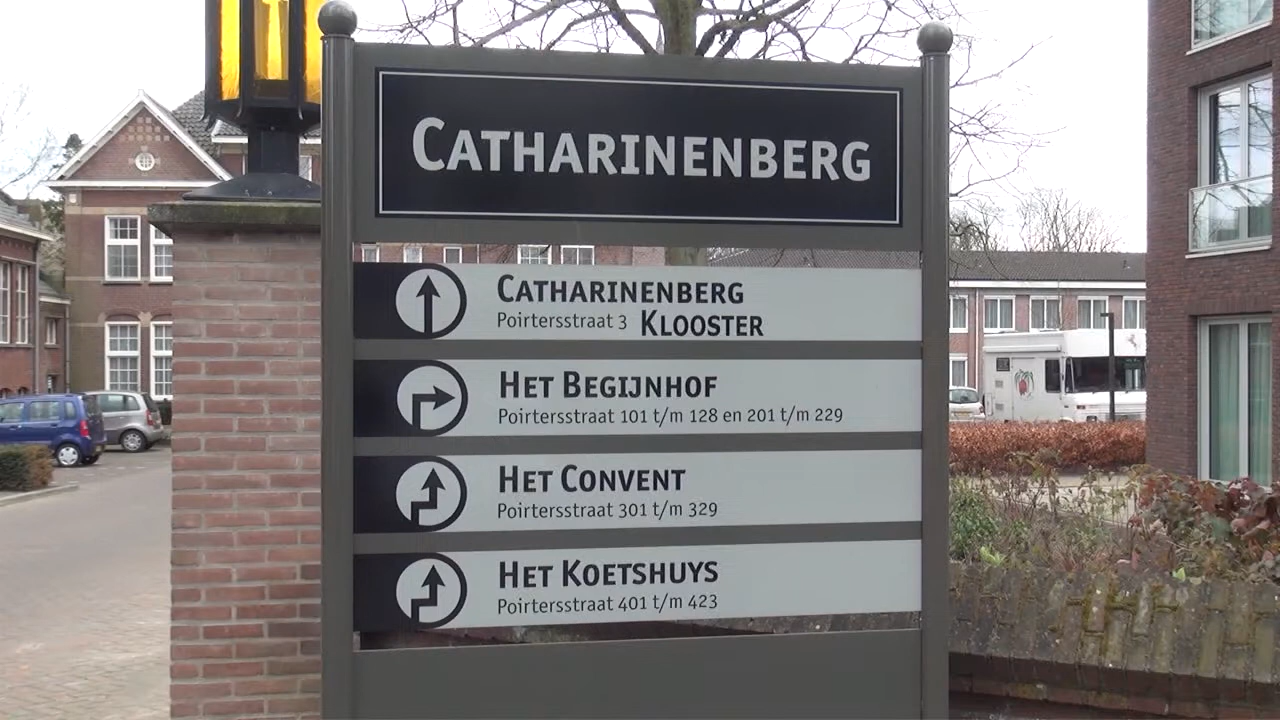 CATHARINENBERG
CATHARINENBERG
Poirtersstraat 3 KLOOSTER
HET BEGIJNHOF
Poirtersstraat 101 t/m 128 en 201 t/m 229
HET CONVENT
Poirtersstraat 301 t/m 329
HET KOETSHUYS
Poirtersstraat 401 t/m 423